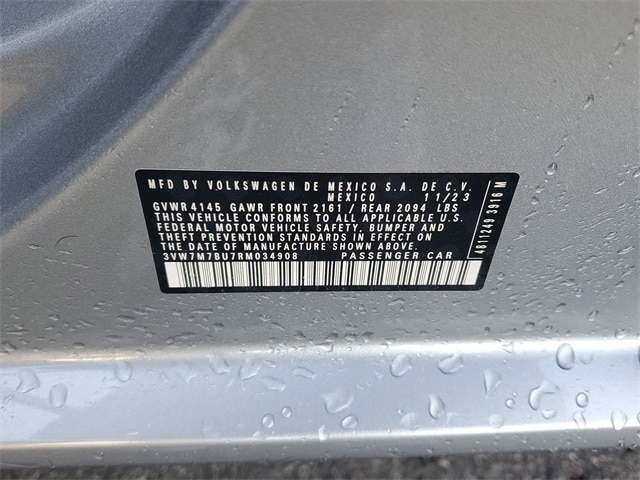 MFD BY VOLKSWAGEN DE MEXICO S.A. DE C.V.
MEXICO 11/23
GVWR 4145 GAWR FRONT 2161 / REAR 2094 LBS
THIS VEHICLE CONFORMS TO ALL APPLICABLE U.S.
FEDERAL MOTOR VEHICLE SAFETY, BUMPER AND
THEFT PREVENTION STANDARDS IN EFFECT ON
THE DATE OF MANUFACTURE SHOWN ABOVE.
3VW7M7BU7RM034908 PASSENGER CAR
4811249 3916 M